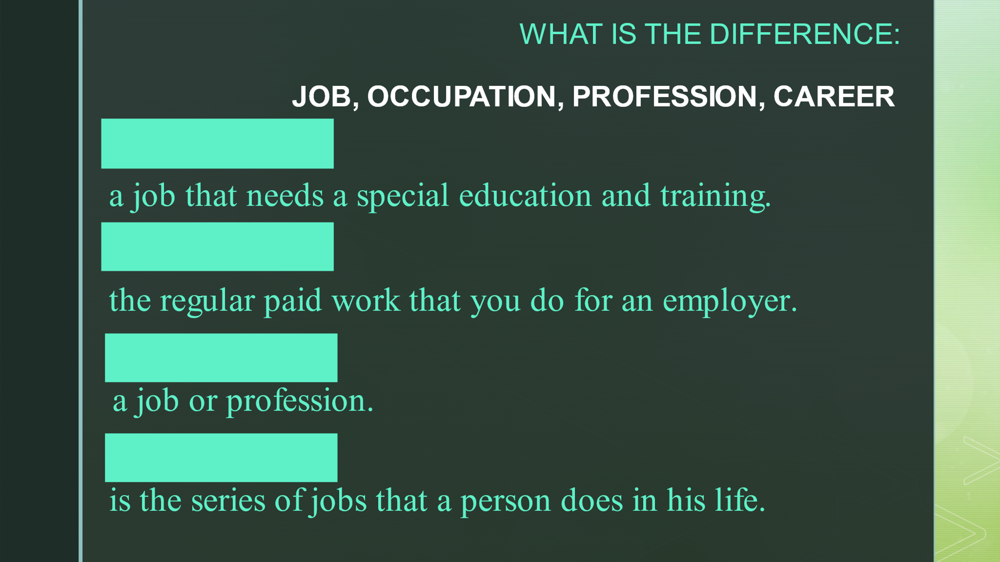 WHAT IS THE DIFFERENCE:
JOB, OCCUPATION, PROFESSION, CAREER
a job that needs a special education and training.
the regular paid work that you do for an employer.
a job or profession.
is the series of jobs that a person does in his life.